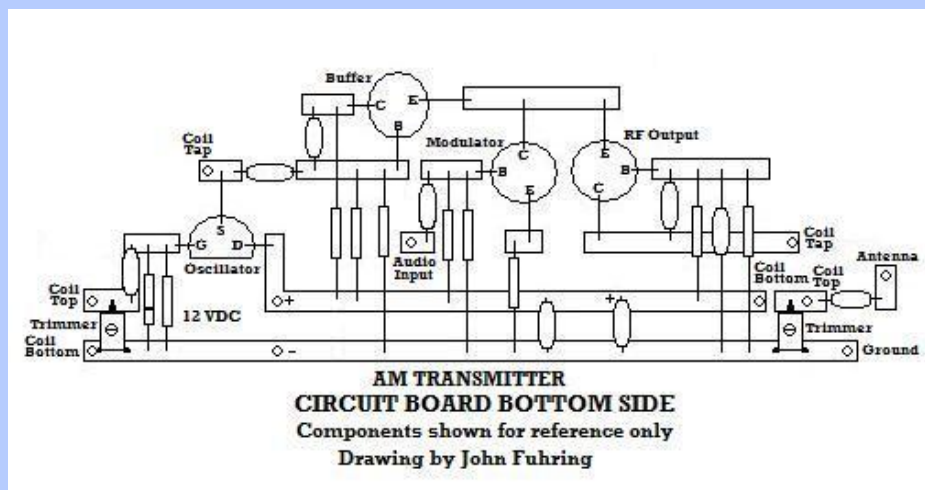 Buffer
C
E
B
Coil
Tap
Modulator
C
B
E
RF Output
E
B
C
S
G
D
Oscillator
Audio
Input
Coil
Tap
Antenna
Coil
Top
+
+
Coil
Bottom
Coil
Top
Trimmer
12 VDC
Trimmer
Coil
Bottom
-
Ground
AM TRANSMITTER
CIRCUIT BOARD BOTTOM SIDE
Components shown for reference only
Drawing by John Fuhring